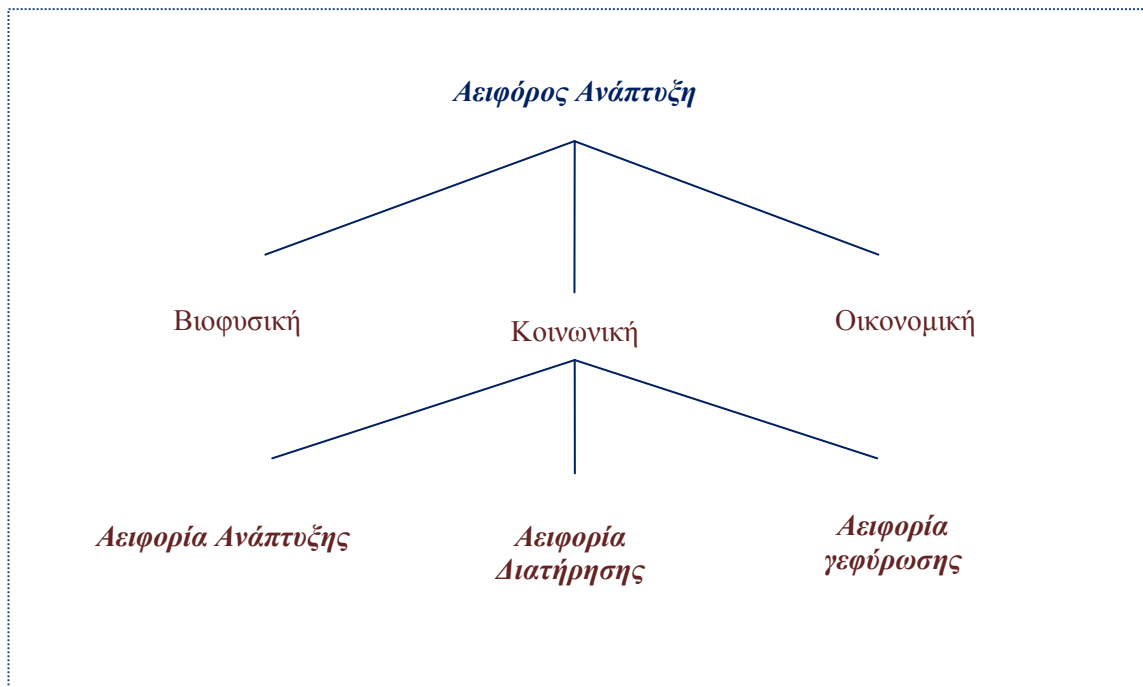 Αειφόρος Ανάπτυξη
Βιοφυσική
Κοινωνική
Οικονομική
Αειφορία Ανάπτυξης
Αειφορία
Διατήρησης
Αειφορία
γεφύρωσης